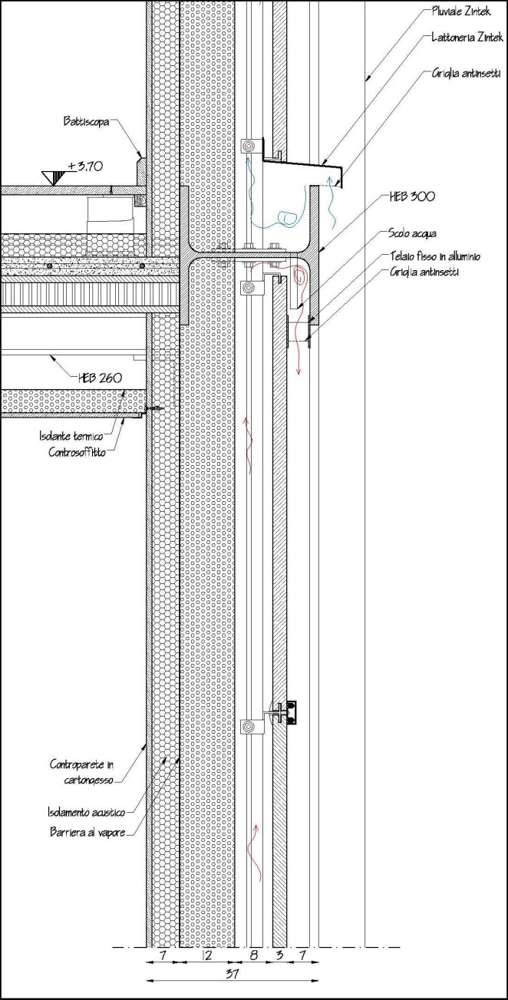 Pluviale Zintek
Lattoneria Zintek
Griglia antinsetti
Battiscopa
+3.70
HEB 300
Scolo acqua
Telaio fisso in alluminio
Griglia antinsetti
HEB 260
Isolante termico
Controsoffitto
Controparete in
cartongesso
Isolamento acustico
Barriera al vapore
7 12 8 3 7
37